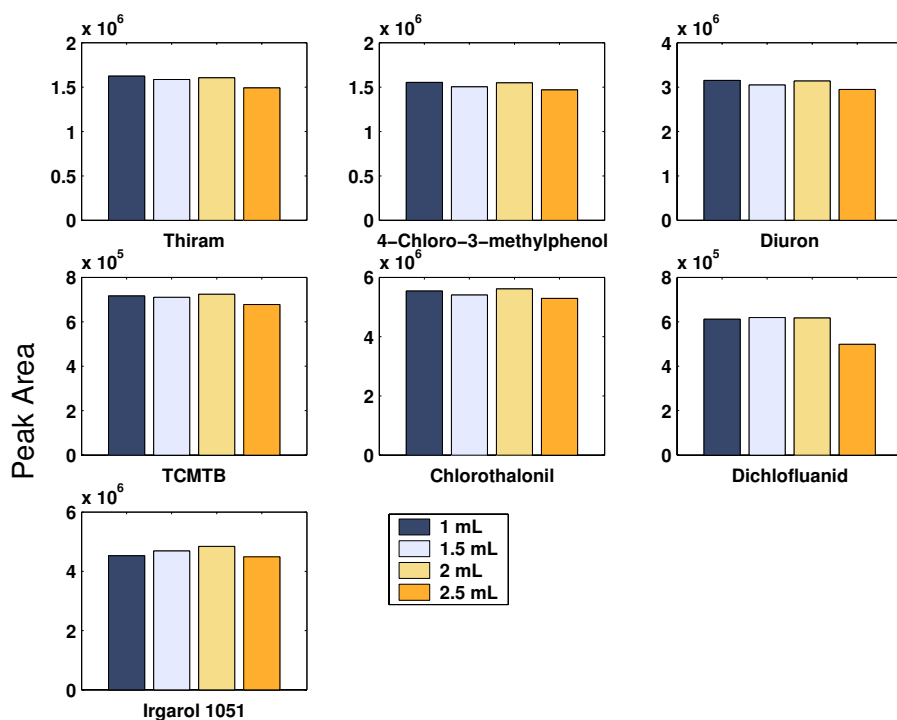 Peak Area
x 10^6
2
1.5
1
0.5
0
Thiram
x 10^6
2
1.5
1
0.5
0
4−Chloro−3−methylphenol
x 10^6
4
3
2
1
0
Diuron
x 10^5
8
6
4
2
0
TCMTB
x 10^6
6
4
2
0
Chlorothalonil
x 10^5
8
6
4
2
0
Dichlofluanid
x 10^6
6
4
2
0
Irgarol 1051
1 mL
1.5 mL
2 mL
2.5 mL